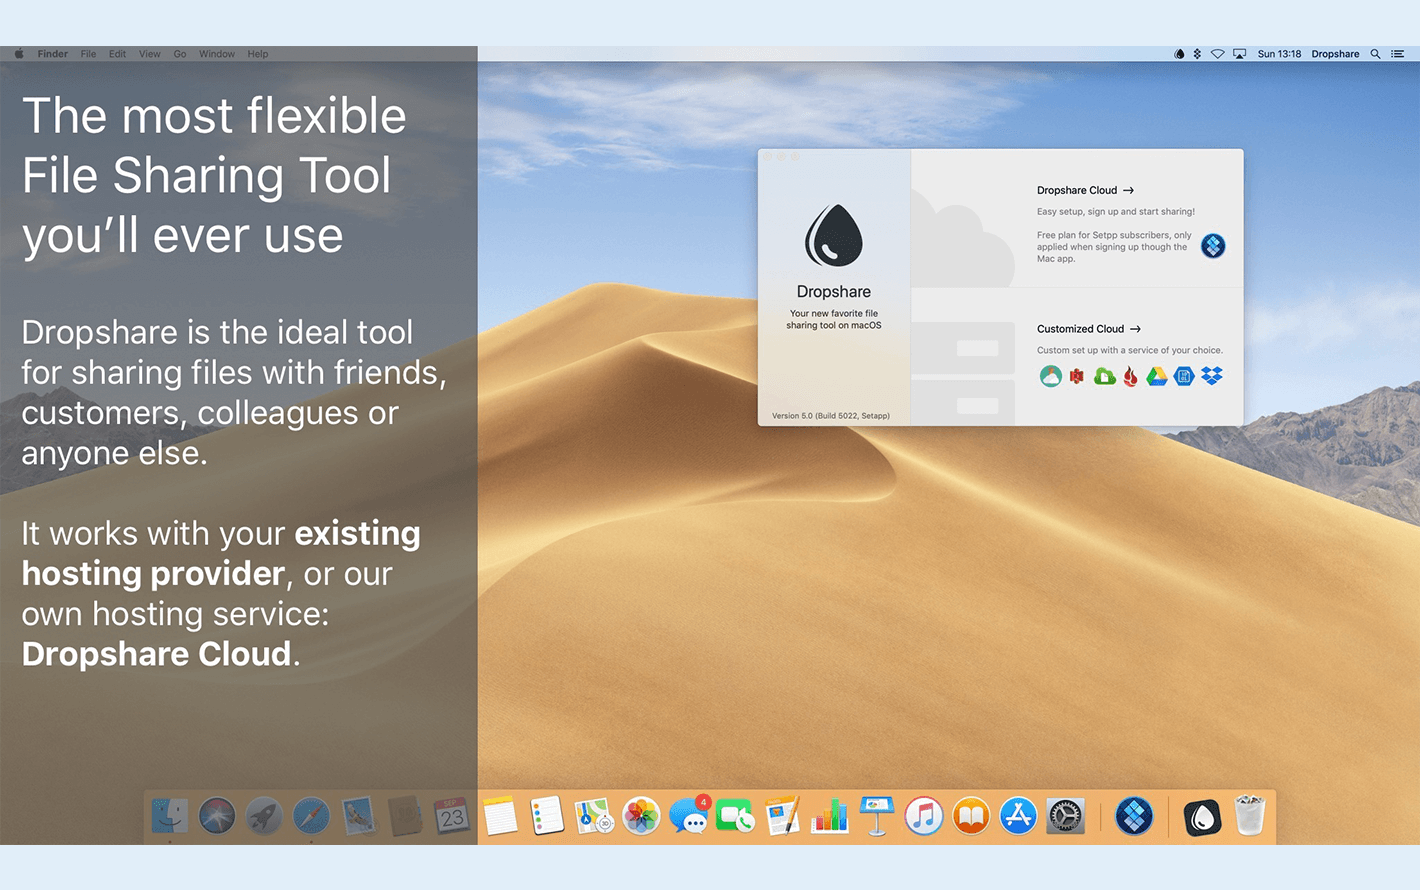 Finder File Edit View Go Window Help
Sun 13:18 Dropshare
The most flexible
File Sharing Tool
you’ll ever use
Dropshare is the ideal tool
for sharing files with friends,
customers, colleagues or
anyone else.
It works with your existing
hosting provider, or our
own hosting service:
Dropshare Cloud.
Dropshare
Your new favorite file
sharing tool on macOS
Version 5.0 (Build 5022, Setapp)
Dropshare Cloud →
Easy setup, sign up and start sharing!
Free plan for Setpp subscribers, only
applied when signing up though the
Mac app.
Customized Cloud →
Custom set up with a service of your choice.
SEP
23
4